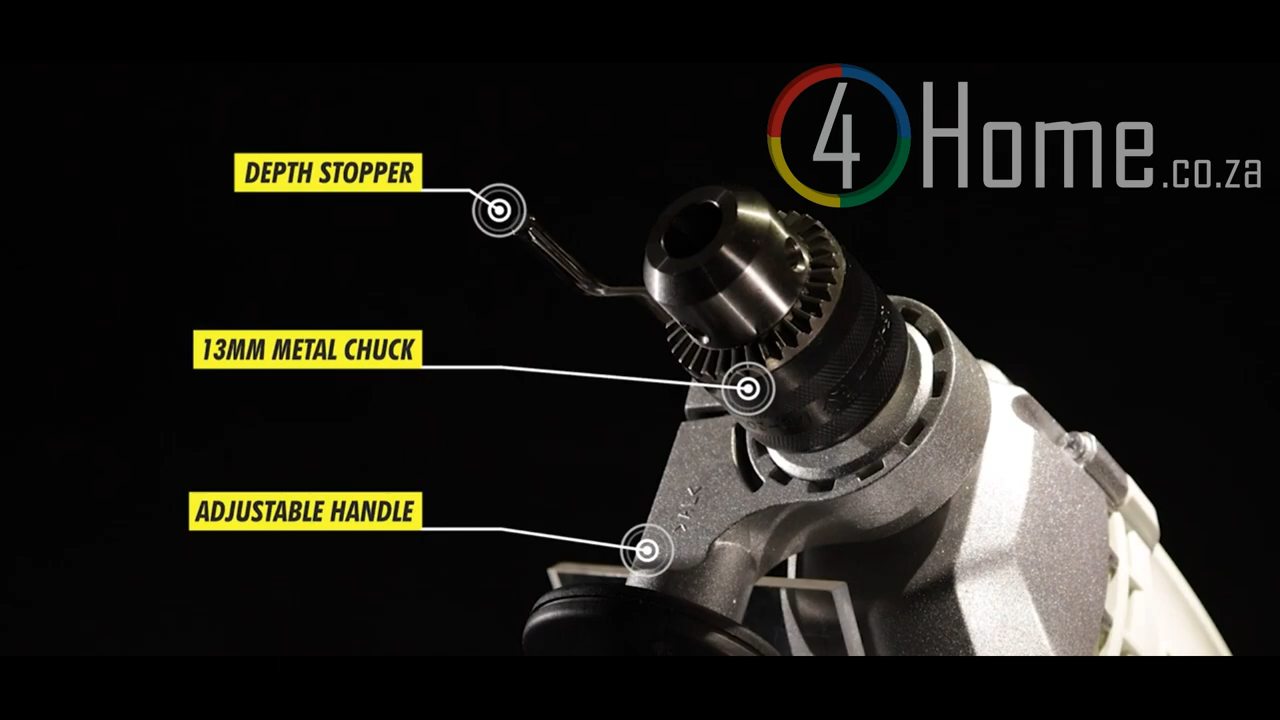 4Home.co.za
DEPTH STOPPER
13MM METAL CHUCK
ADJUSTABLE HANDLE